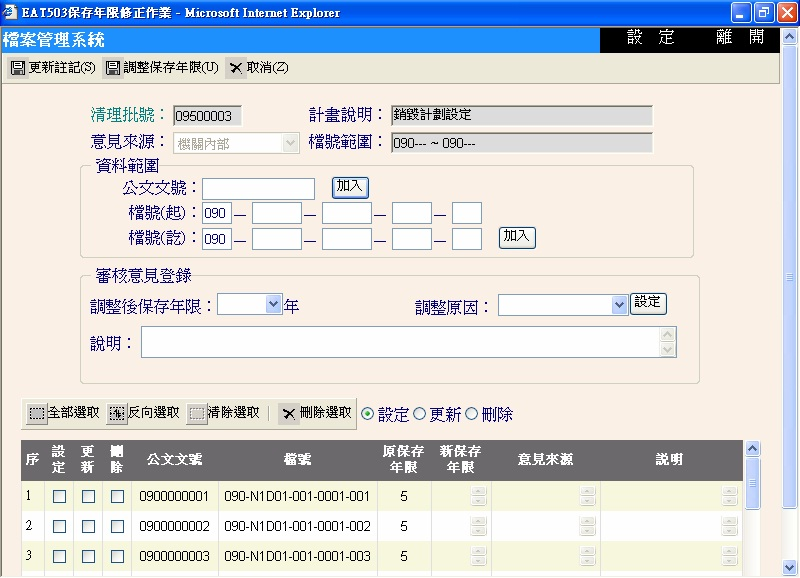 EAT503保存年限修正作業 - Microsoft Internet Explorer
檔案管理系統 設 定 離 開
更新註記(S) 調整保存年限(U) 取消(Z)
清理批號： 09500003 計畫說明： 銷毀計劃設定
意見來源： 機關內部 檔號範圍： 090--- ~ 090---
資料範圍
公文文號： 加入
檔號(起)： 090 — — — —
檔號(訖)： 090 — — — — 加入
審核意見登錄
調整後保存年限： 年 調整原因： 設定
說明：
全部選取 反向選取 清除選取 刪除選取 設定 更新 刪除
序 設定 更新 刪除 公文文號 檔號 原保存年限 新保存年限 意見來源 說明
1 0900000001 090-N1D01-001-0001-001 5
2 0900000002 090-N1D01-001-0001-002 5
3 0900000003 090-N1D01-001-0001-003 5